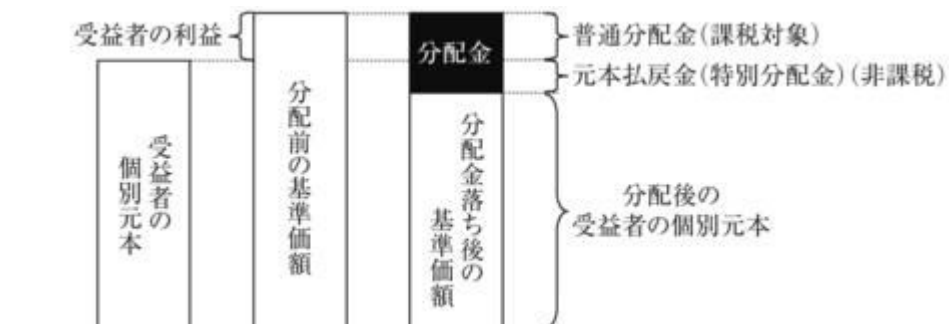 受益者の利益
分配金
普通分配金(課税対象)
元本払戻金(特別分配金)(非課税)
受益者の
個別元本
分配前の基準価額
分配金落ち後の
基準価額
分配後の
受益者の個別元本